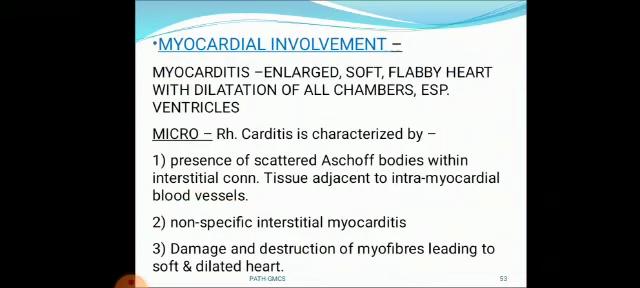 •MYOCARDIAL INVOLVEMENT –
MYOCARDITIS –ENLARGED, SOFT, FLABBY HEART
WITH DILATATION OF ALL CHAMBERS, ESP.
VENTRICLES
MICRO – Rh. Carditis is characterized by –
1) presence of scattered Aschoff bodies within
interstitial conn. Tissue adjacent to intra-myocardial
blood vessels.
2) non-specific interstitial myocarditis
3) Damage and destruction of myofibres leading to
soft & dilated heart.
PATH-GMCS 53